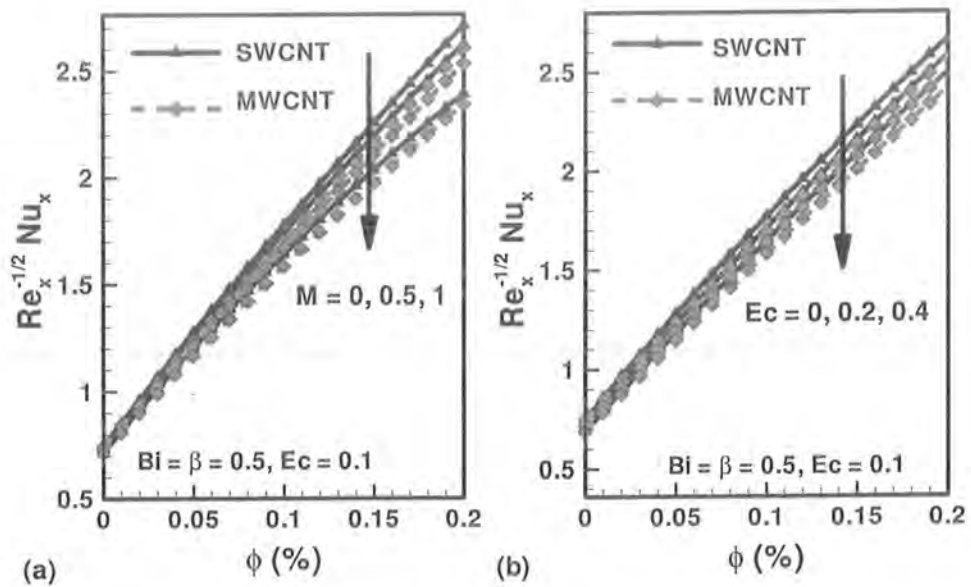 SWCNT
MWCNT
2.5
2
1.5
1
0.5
Re_x^-1/2 Nu_x
M = 0, 0.5, 1
Bi = β = 0.5, Ec = 0.1
0 0.05 0.1 0.15 0.2
(a) ϕ (%)
SWCNT
MWCNT
2.5
2
1.5
1
0.5
Re_x^-1/2 Nu_x
Ec = 0, 0.2, 0.4
Bi = β = 0.5, Ec = 0.1
0 0.05 0.1 0.15 0.2
(b) ϕ (%)